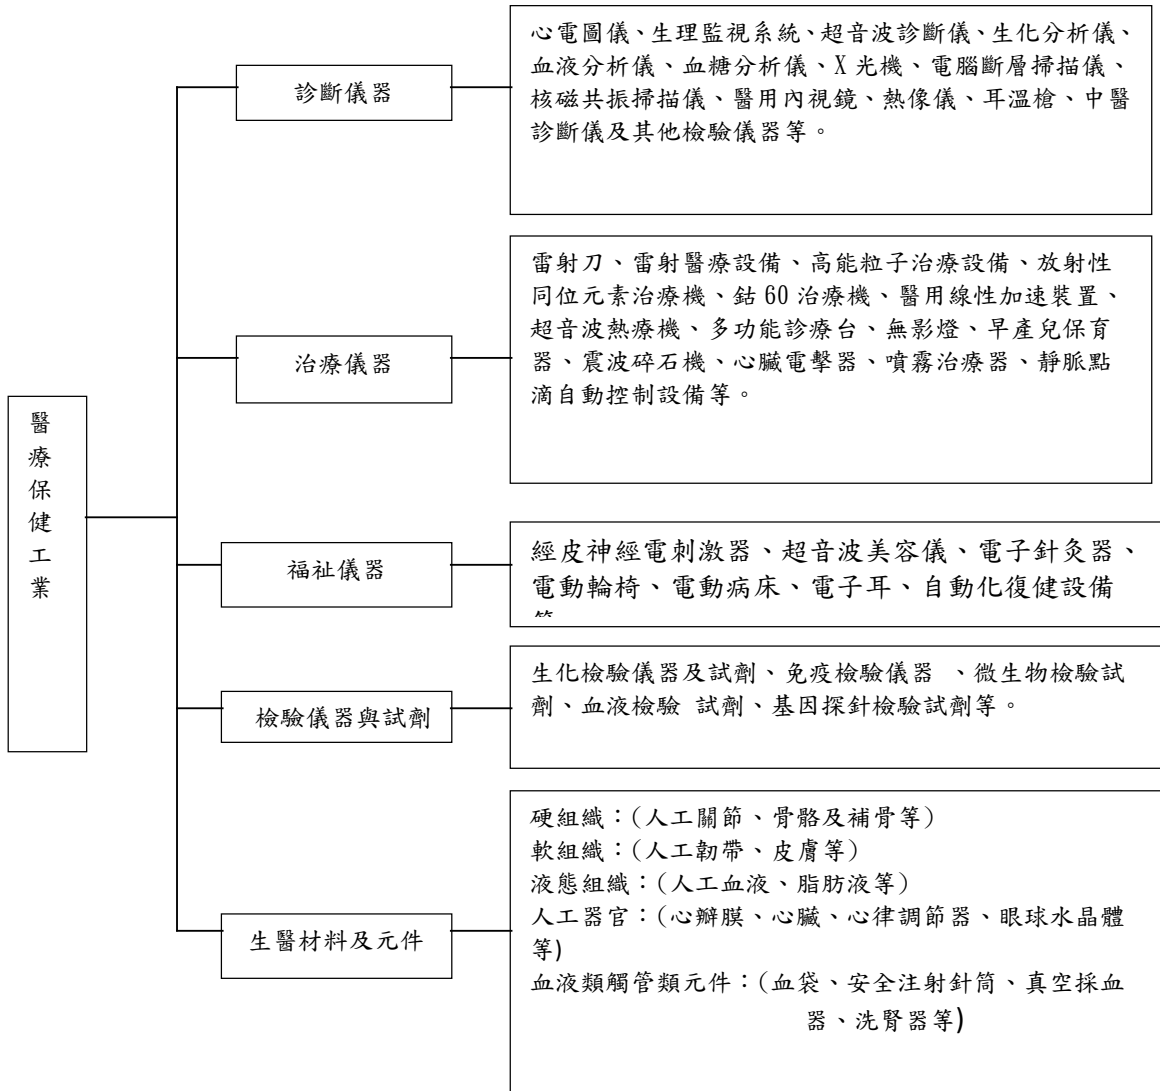 醫療保健工業
診斷儀器
心電圖儀、生理監視系統、超音波診斷儀、生化分析儀、
血液分析儀、血糖分析儀、X 光機、電腦斷層掃描儀、
核磁共振掃描儀、醫用內視鏡、熱像儀、耳溫槍、中醫
診斷儀及其他檢驗儀器等。
治療儀器
雷射刀、雷射醫療設備、高能粒子治療設備、放射性
同位元素治療機、鈷 60 治療機、醫用線性加速裝置、
超音波熱療機、多功能診療台、無影燈、早產兒保育
器、震波碎石機、心臟電擊器、噴霧治療器、靜脈點
滴自動控制設備等。
福祉儀器
經皮神經電刺激器、超音波美容儀、電子針灸器、
電動輪椅、電動病床、電子耳、自動化復健設備
檢驗儀器與試劑
生化檢驗儀器及試劑、免疫檢驗儀器 、微生物檢驗試
劑、血液檢驗 試劑、基因探針檢驗試劑等。
生醫材料及元件
硬組織：(人工關節、骨骼及補骨等)
軟組織：(人工韌帶、皮膚等)
液態組織：(人工血液、脂肪液等)
人工器官：(心瓣膜、心臟、心律調節器、眼球水晶體
等)
血液類觸管類元件：(血袋、安全注射針筒、真空採血
器、洗腎器等)